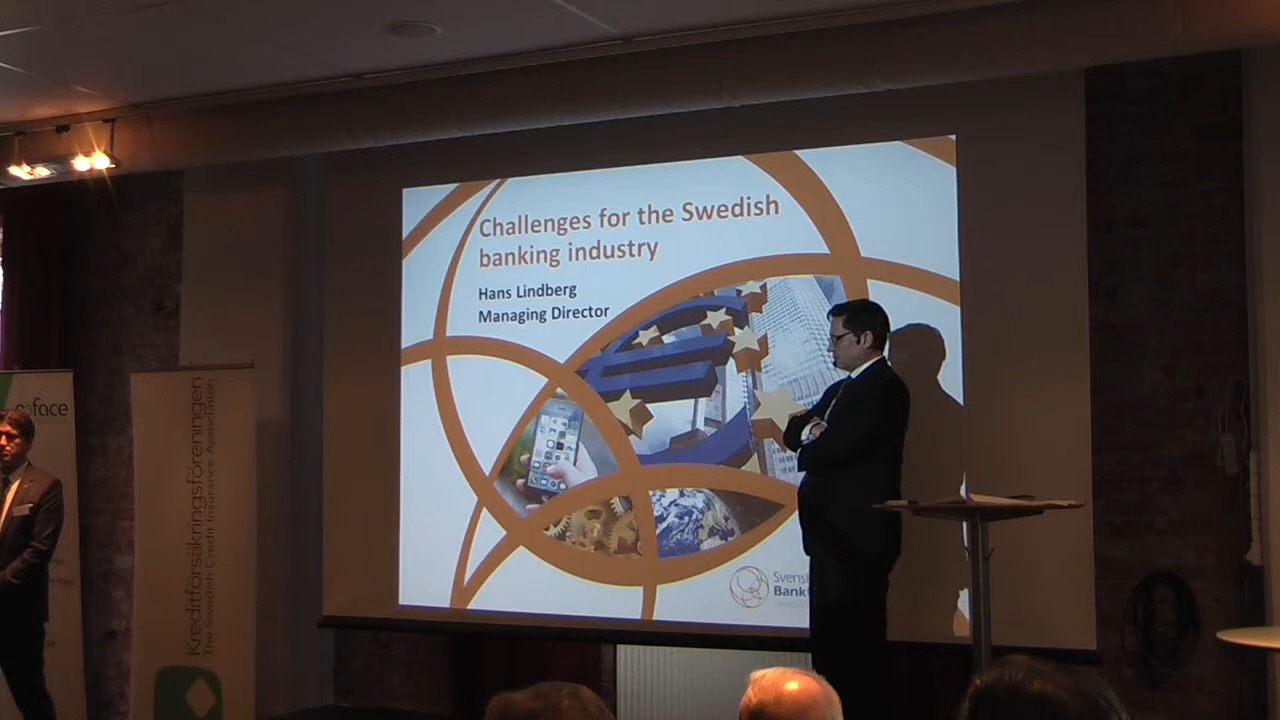 Challenges for the Swedish
banking industry
Hans Lindberg
Managing Director
Svensk
Bank
face
Kreditförsäkringsföreningen
The Swedish Credit Insurance Association